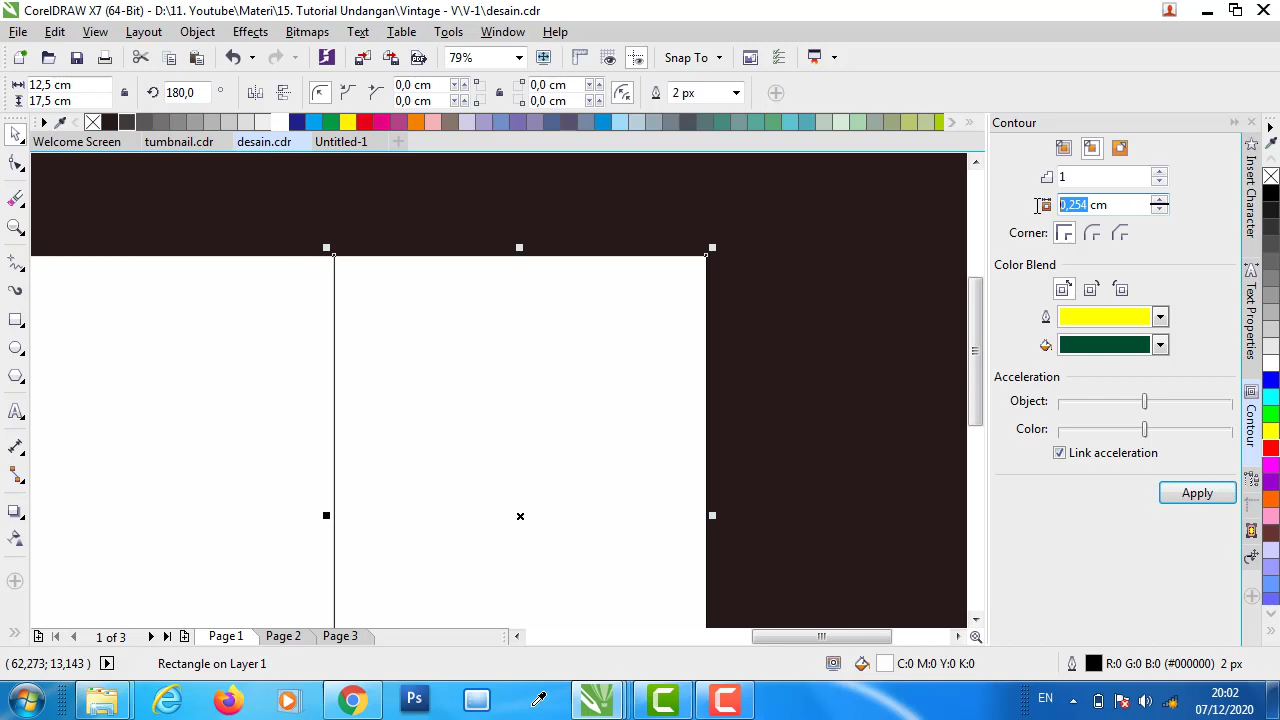 CorelDRAW X7 (64-Bit) - D:\11. Youtube\Materi\15. Tutorial Undangan\Vintage - V\V-1\desain.cdr
File Edit View Layout Object Effects Bitmaps Text Table Tools Window Help
79% Snap To
12,5 cm 180,0 ° 0,0 cm 0,0 cm 2 px
17,5 cm 0,0 cm 0,0 cm
Welcome Screen tumbnail.cdr desain.cdr Untitled-1
Contour
1
0,254 cm
Corner:
Color Blend
Acceleration
Object:
Color:
Link acceleration
Apply
Insert Character
Text Properties
Contour
1 of 3 Page 1 Page 2 Page 3
( 62,273; 13,143 ) Rectangle on Layer 1 C:0 M:0 Y:0 K:0 R:0 G:0 B:0 (#000000) 2 px
Ps EN 20:02
07/12/2020